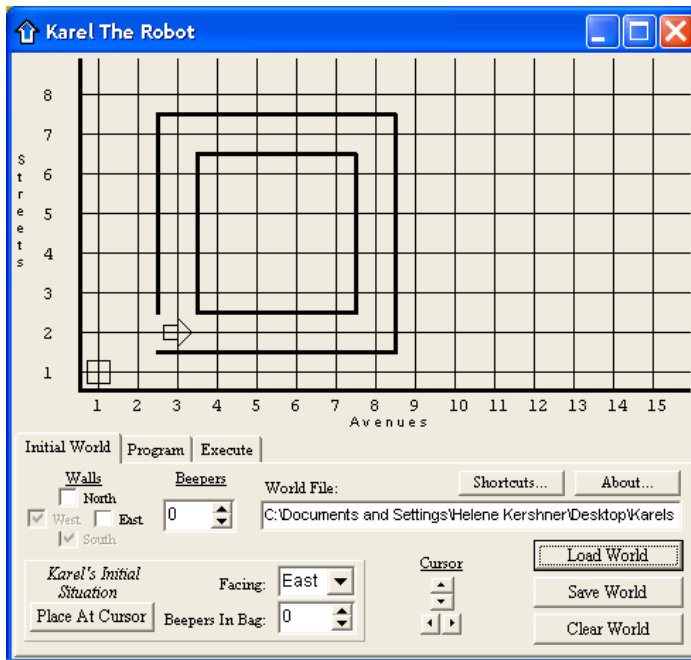 Karel The Robot
8
7
6
5
4
3
2
1
Streets
1 2 3 4 5 6 7 8 9 10 11 12 13 14 15
Avenues
Initial World Program Execute
Walls
North
West East
South
Beepers
0
World File:
Shortcuts... About...
C:\Documents and Settings\Helene Kershner\Desktop\Karels
Karel's Initial
Situation
Place At Cursor
Facing: East
Beepers In Bag: 0
Cursor
Load World
Save World
Clear World